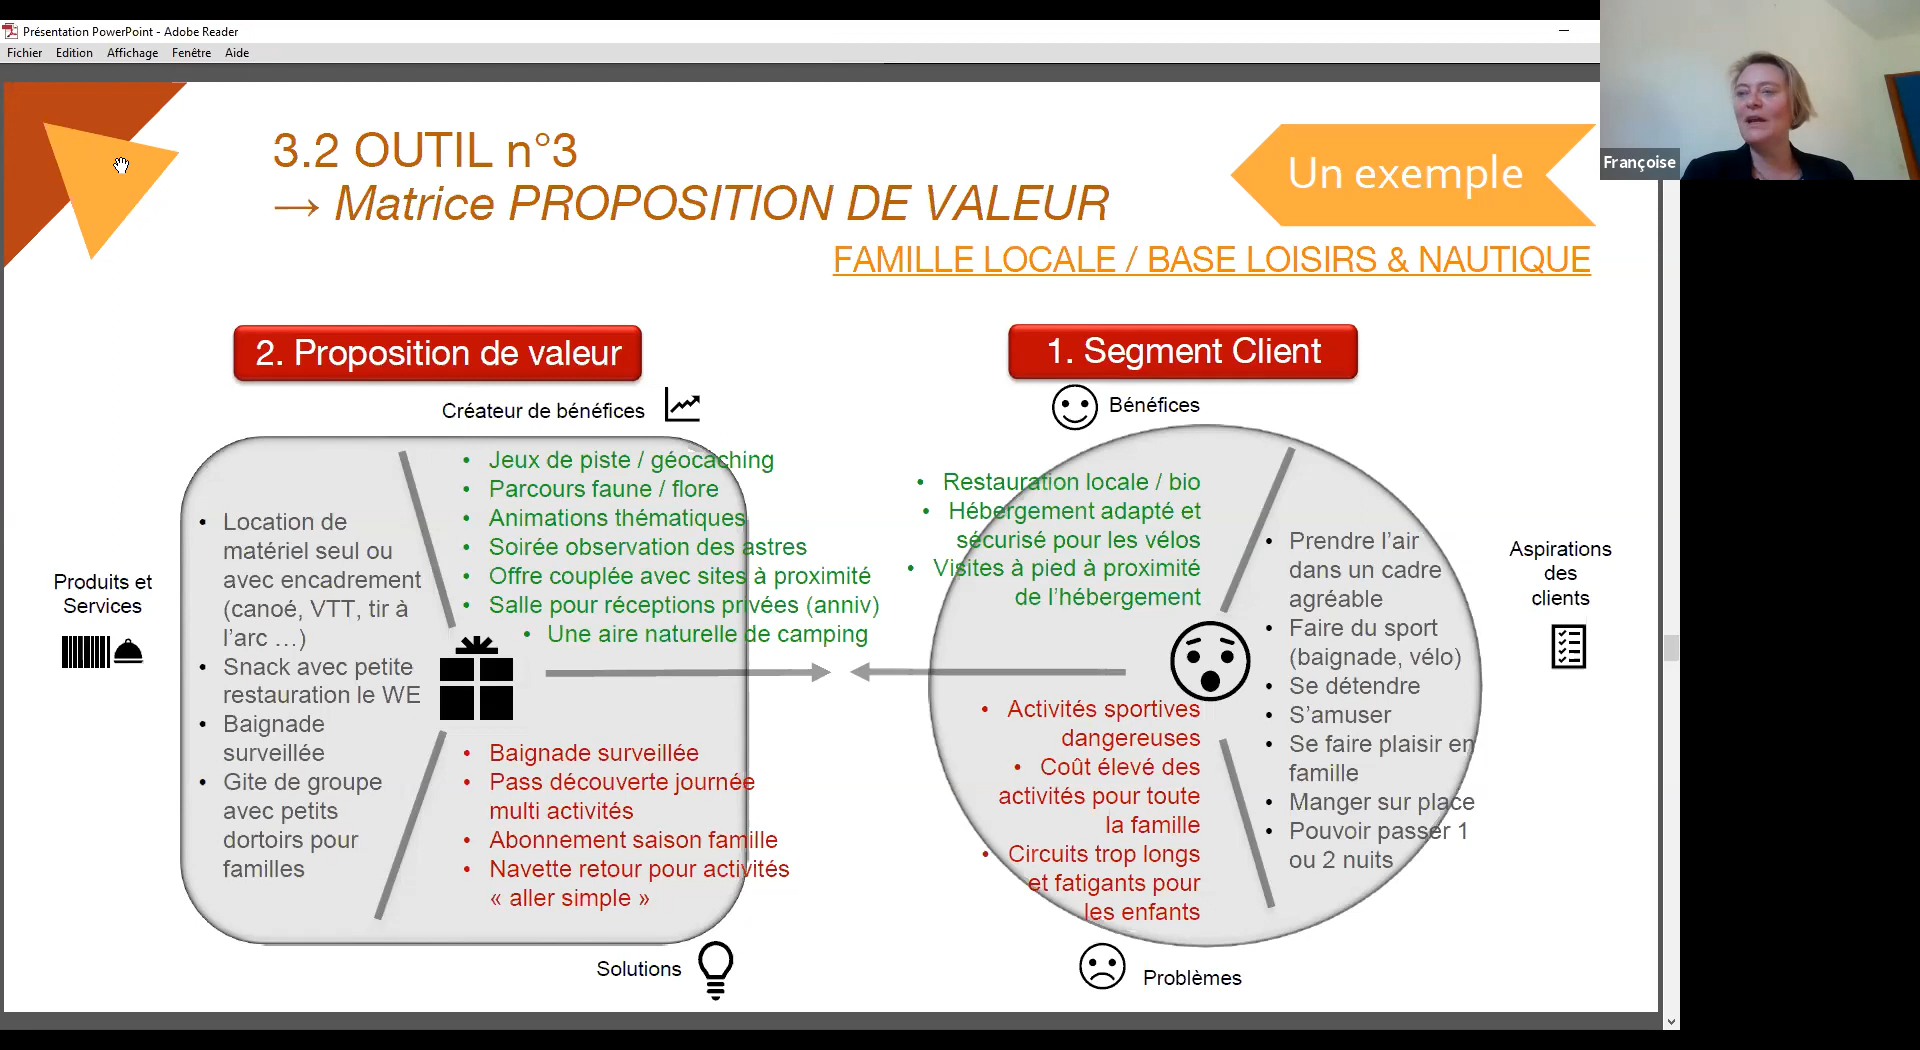 Présentation PowerPoint - Adobe Reader
Fichier Edition Affichage Fenêtre Aide
Françoise
3.2 OUTIL n°3
→ Matrice PROPOSITION DE VALEUR
Un exemple
FAMILLE LOCALE / BASE LOISIRS & NAUTIQUE
2. Proposition de valeur
Créateur de bénéfices
• Jeux de piste / géocaching
• Parcours faune / flore
• Animations thématiques
• Soirée observation des astres
• Offre couplée avec sites à proximité
• Salle pour réceptions privées (anniv)
• Une aire naturelle de camping
Produits et
Services
• Location de
matériel seul ou
avec encadrement
(canoé, VTT, tir à
l’arc …)
• Snack avec petite
restauration le WE
• Baignade
surveillée
• Gite de groupe
avec petits
dortoirs pour
familles
• Baignade surveillée
• Pass découverte journée
multi activités
• Abonnement saison famille
• Navette retour pour activités
« aller simple »
Solutions
1. Segment Client
Bénéfices
• Restauration locale / bio
• Hébergement adapté et
sécurisé pour les vélos
• Visites à pied à proximité
de l’hébergement
• Activités sportives
dangereuses
• Coût élevé des
activités pour toute
la famille
• Circuits trop longs
et fatigants pour
les enfants
Problèmes
• Prendre l’air
dans un cadre
agréable
• Faire du sport
(baignade, vélo)
• Se détendre
• S’amuser
• Se faire plaisir en
famille
• Manger sur place
• Pouvoir passer 1
ou 2 nuits
Aspirations
des
clients